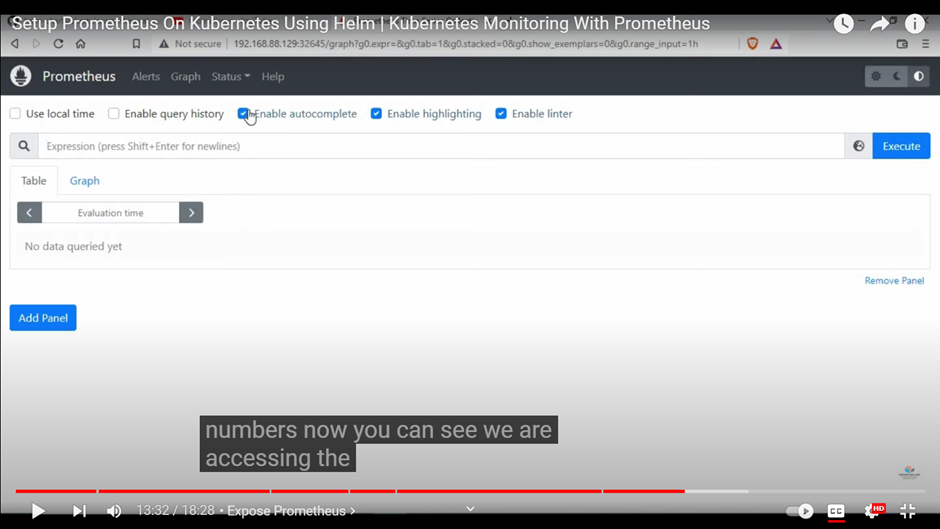 Setup Prometheus On Kubernetes Using Helm | Kubernetes Monitoring With Prometheus
Not secure 192.168.88.129:32645/graph?g0.expr=&g0.tab=1&g0.stacked=0&g0.show_exemplars=0&g0.range_input=1h
Prometheus Alerts Graph Status Help
Use local time Enable query history Enable autocomplete Enable highlighting Enable linter
Expression (press Shift+Enter for newlines) Execute
Table Graph
Evaluation time
No data queried yet
Remove Panel
Add Panel
numbers now you can see we are
accessing the
13:32 / 18:28 • Expose Prometheus CC HD